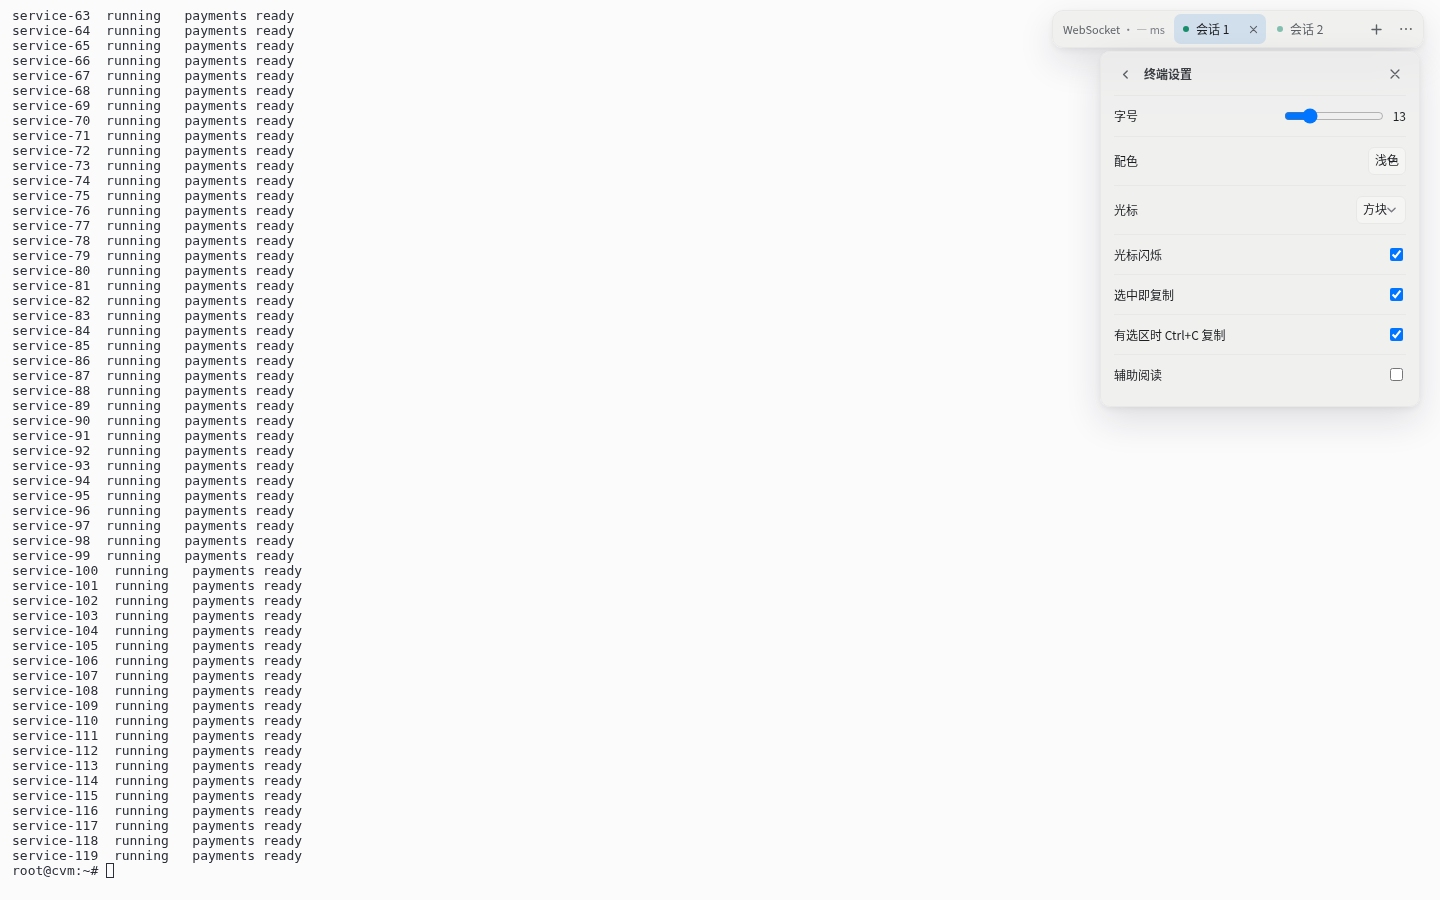 service-63  running   payments ready
service-64  running   payments ready
service-65  running   payments ready
service-66  running   payments ready
service-67  running   payments ready
service-68  running   payments ready
service-69  running   payments ready
service-70  running   payments ready
service-71  running   payments ready
service-72  running   payments ready
service-73  running   payments ready
service-74  running   payments ready
service-75  running   payments ready
service-76  running   payments ready
service-77  running   payments ready
service-78  running   payments ready
service-79  running   payments ready
service-80  running   payments ready
service-81  running   payments ready
service-82  running   payments ready
service-83  running   payments ready
service-84  running   payments ready
service-85  running   payments ready
service-86  running   payments ready
service-87  running   payments ready
service-88  running   payments ready
service-89  running   payments ready
service-90  running   payments ready
service-91  running   payments ready
service-92  running   payments ready
service-93  running   payments ready
service-94  running   payments ready
service-95  running   payments ready
service-96  running   payments ready
service-97  running   payments ready
service-98  running   payments ready
service-99  running   payments ready
service-100  running   payments ready
service-101  running   payments ready
service-102  running   payments ready
service-103  running   payments ready
service-104  running   payments ready
service-105  running   payments ready
service-106  running   payments ready
service-107  running   payments ready
service-108  running   payments ready
service-109  running   payments ready
service-110  running   payments ready
service-111  running   payments ready
service-112  running   payments ready
service-113  running   payments ready
service-114  running   payments ready
service-115  running   payments ready
service-116  running   payments ready
service-117  running   payments ready
service-118  running   payments ready
service-119  running   payments ready
root@cvm:~#
WebSocket · — ms 会话 1 会话 2
终端设置
字号 13
配色 浅色
光标 方块
光标闪烁
选中即复制
有选区时 Ctrl+C 复制
辅助阅读